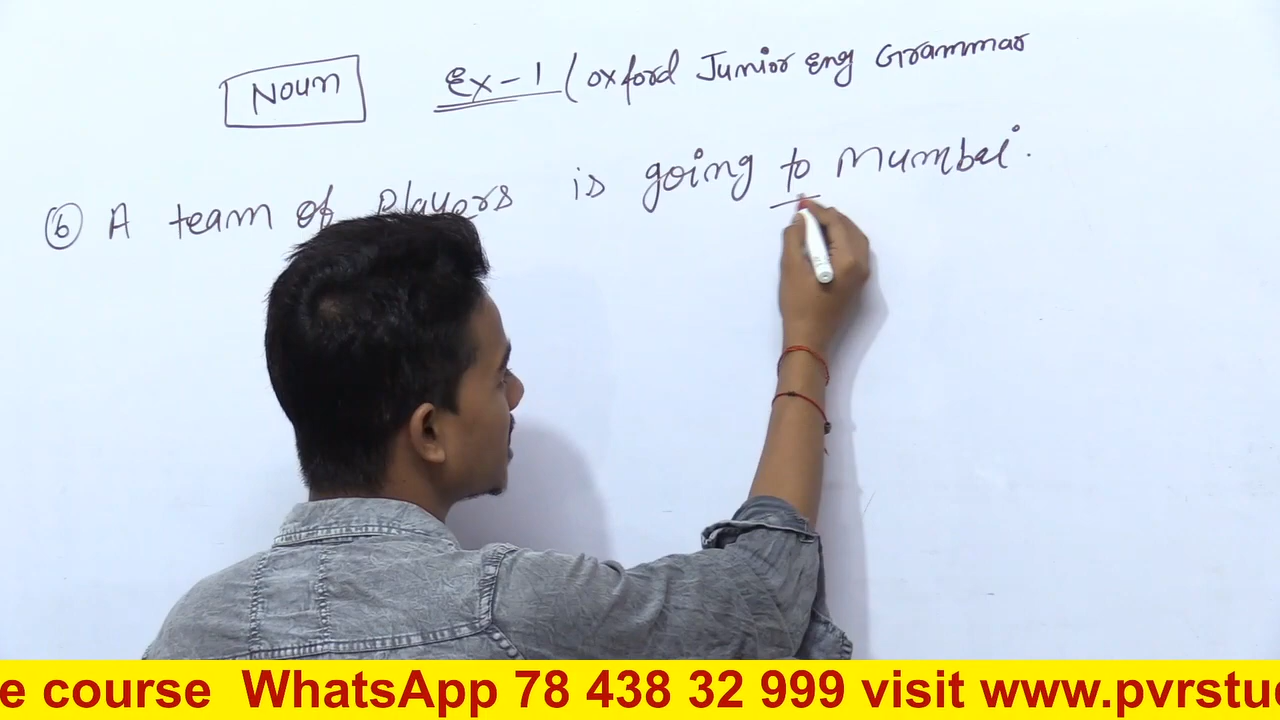 Noun Ex-1 (Oxford Junior Eng Grammar
(6) A team of players is going to Mumbai.
e course WhatsApp 78 438 32 999 visit www.pvrstu